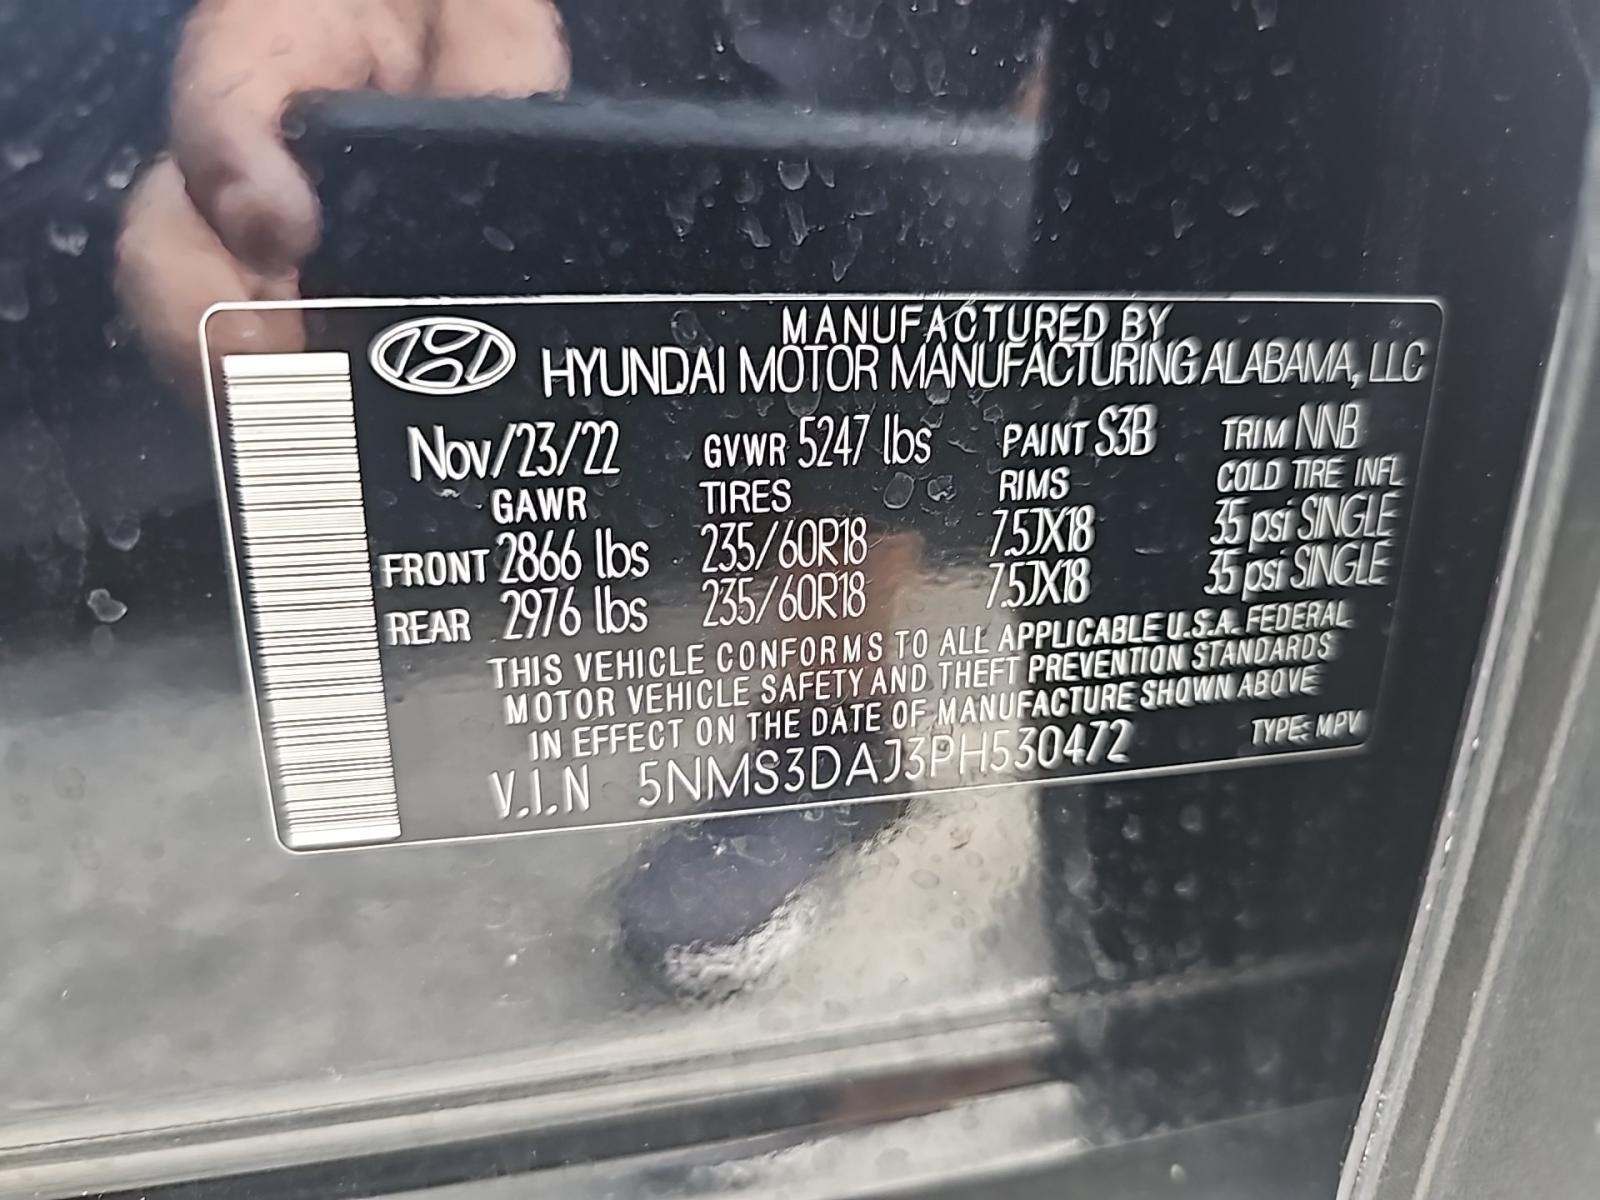 MANUFACTURED BY
HYUNDAI MOTOR MANUFACTURING ALABAMA, LLC
Nov/23/22 GVWR 5247 lbs PAINT S3B TRIM NNB
GAWR TIRES RIMS COLD TIRE INFL
FRONT 2866 lbs 235/60R18 7.5JX18 35 psi SINGLE
REAR 2976 lbs 235/60R18 7.5JX18 35 psi SINGLE
THIS VEHICLE CONFORMS TO ALL APPLICABLE U.S.A. FEDERAL
MOTOR VEHICLE SAFETY AND THEFT PREVENTION STANDARDS
IN EFFECT ON THE DATE OF MANUFACTURE SHOWN ABOVE
V.I.N 5NMS3DAJ3PH530472 TYPE: MPV